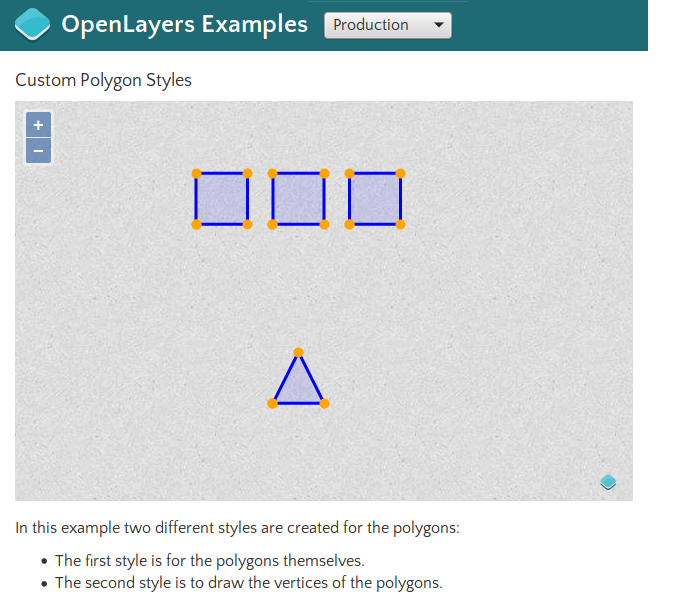 OpenLayers Examples
Production
Custom Polygon Styles
+
−
In this example two different styles are created for the polygons:
• The first style is for the polygons themselves.
• The second style is to draw the vertices of the polygons.